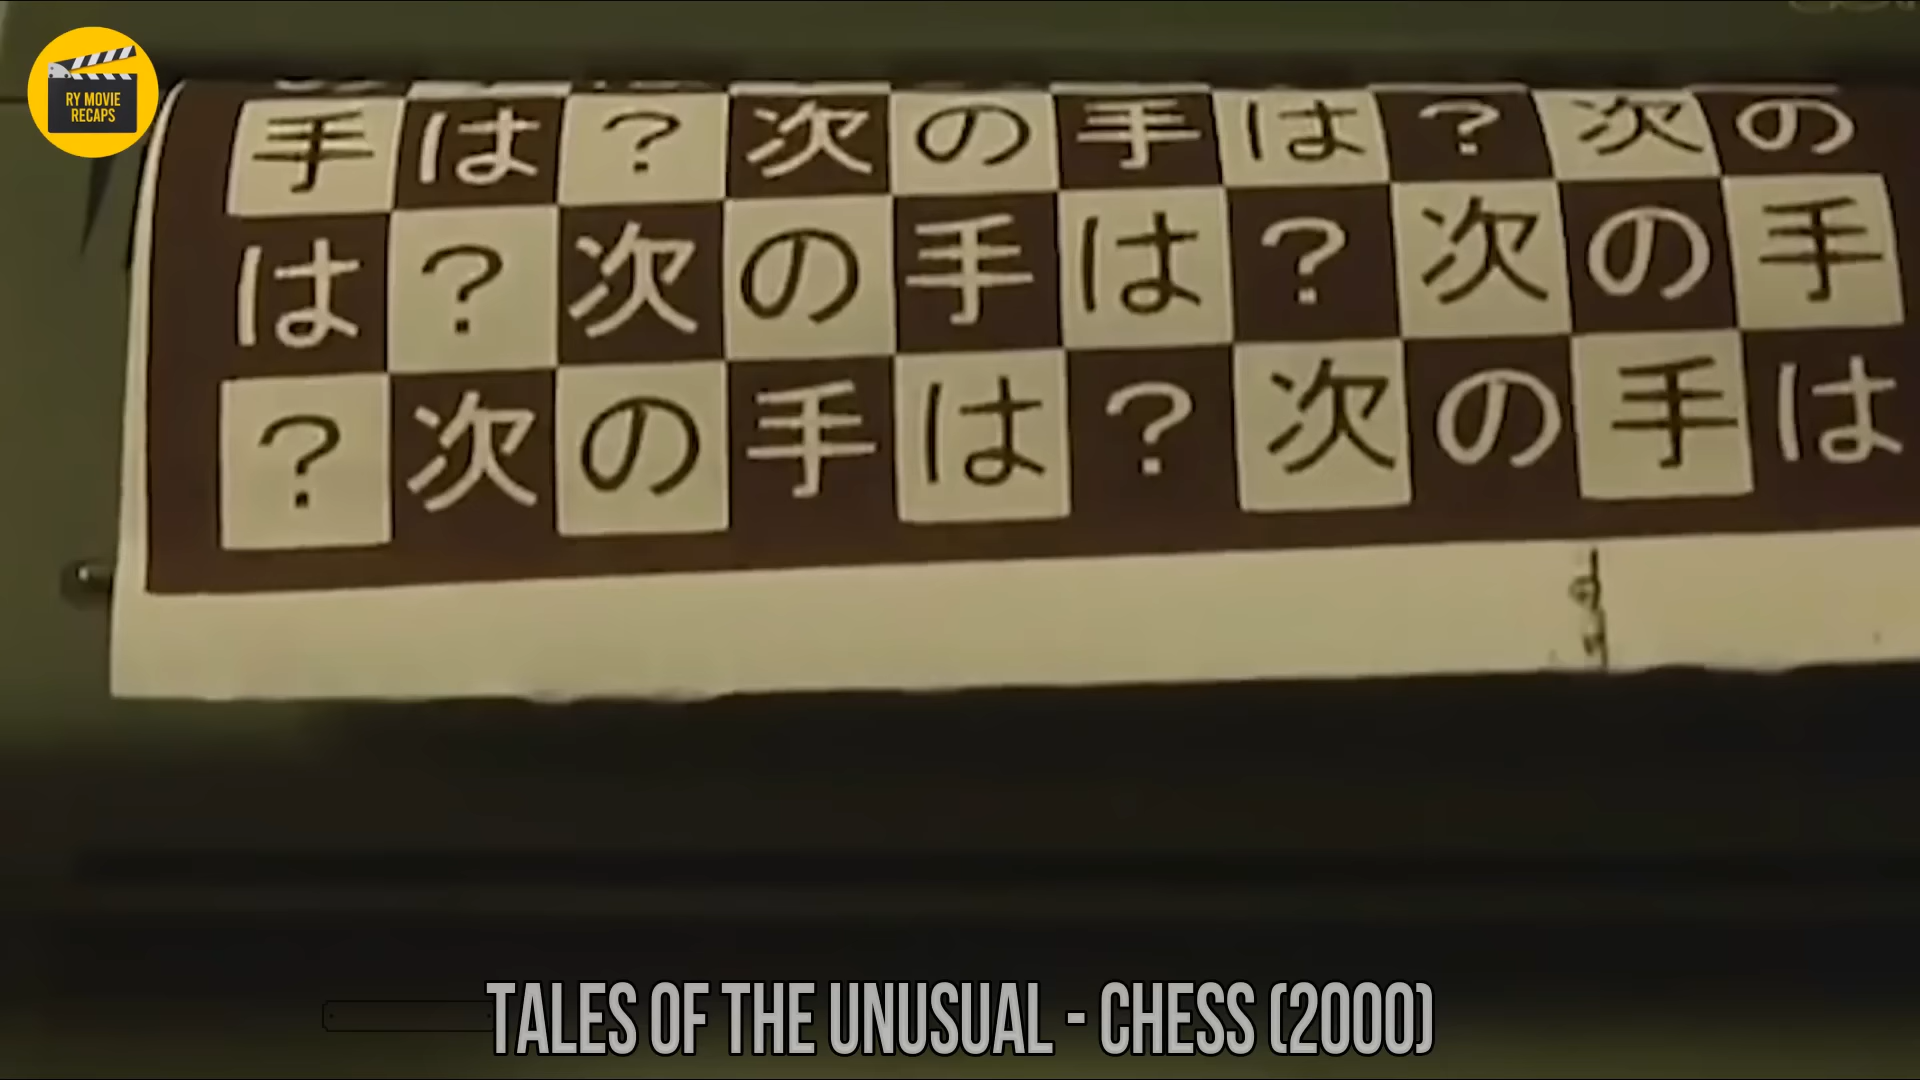 RY MOVIE
RECAPS
手は？次の手は？次の
は？次の手は？次の手
？次の手は？次の手は
TALES OF THE UNUSUAL - CHESS (2000)